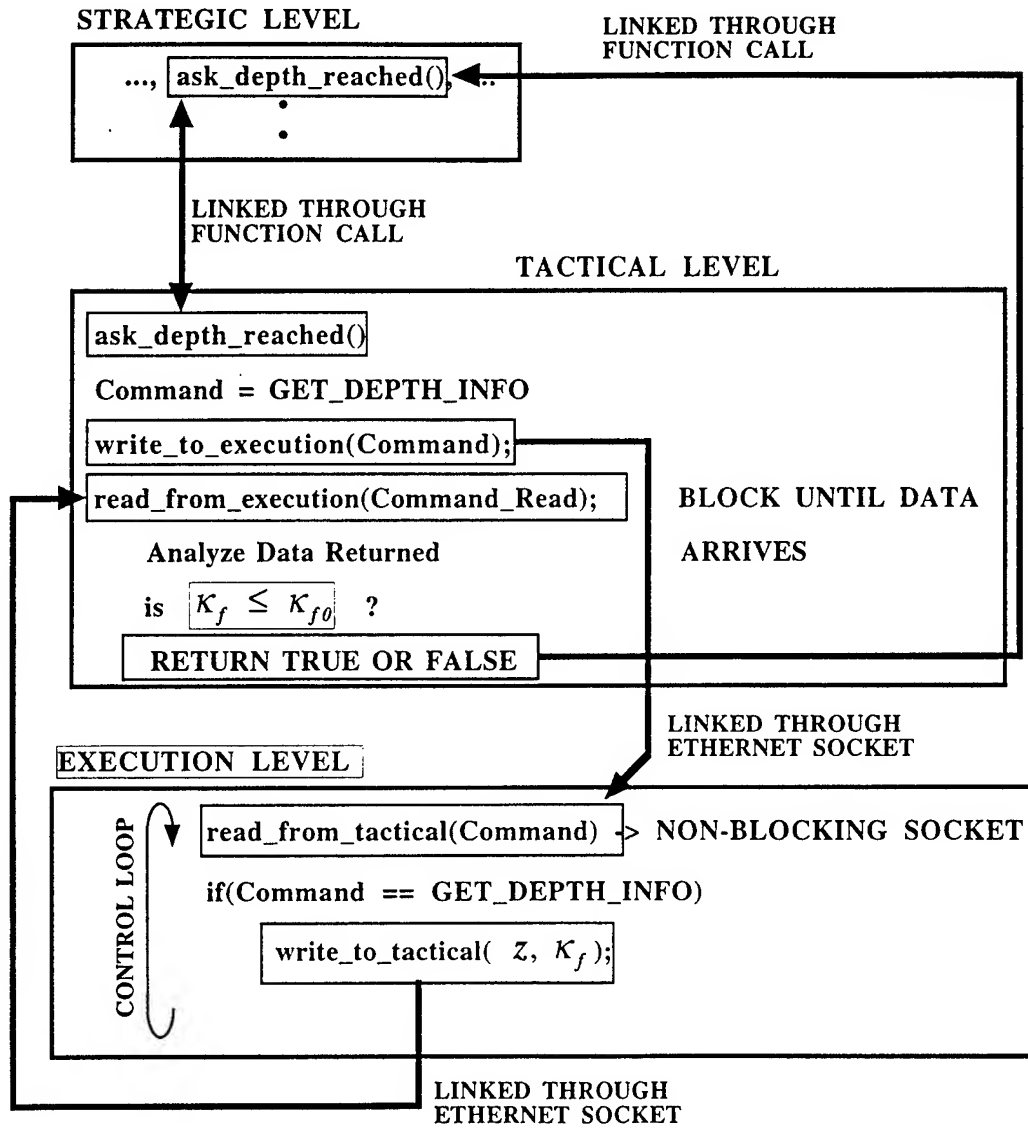 STRATEGIC LEVEL
LINKED THROUGH
FUNCTION CALL
..., ask_depth_reached(), ...
LINKED THROUGH
FUNCTION CALL
TACTICAL LEVEL
ask_depth_reached()
Command = GET_DEPTH_INFO
write_to_execution(Command);
read_from_execution(Command_Read);
BLOCK UNTIL DATA
ARRIVES
Analyze Data Returned
is κ_f ≤ κ_f0 ?
RETURN TRUE OR FALSE
LINKED THROUGH
ETHERNET SOCKET
EXECUTION LEVEL
CONTROL LOOP
read_from_tactical(Command) -> NON-BLOCKING SOCKET
if(Command == GET_DEPTH_INFO)
write_to_tactical( z, κ_f );
LINKED THROUGH
ETHERNET SOCKET